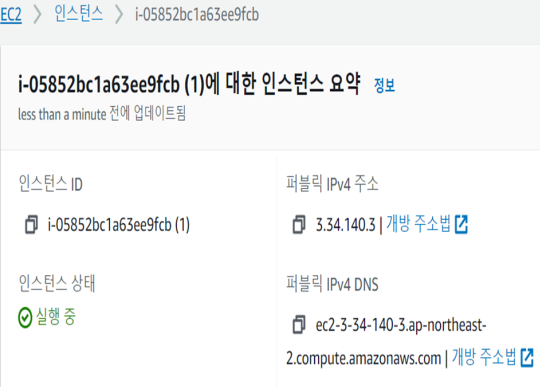 EC2 > 인스턴스 > i-05852bc1a63ee9fcb
i-05852bc1a63ee9fcb (1)에 대한 인스턴스 요약 정보
less than a minute 전에 업데이트됨
인스턴스 ID
i-05852bc1a63ee9fcb (1)
인스턴스 상태
실행 중
퍼블릭 IPv4 주소
3.34.140.3 | 개방 주소법
퍼블릭 IPv4 DNS
ec2-3-34-140-3.ap-northeast-
2.compute.amazonaws.com | 개방 주소법